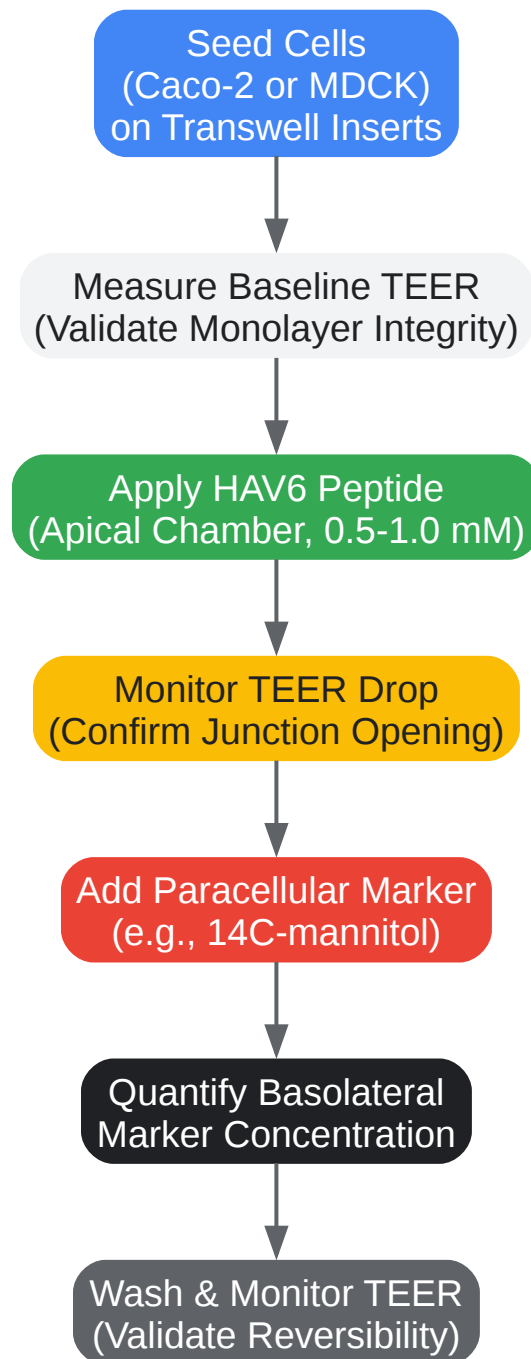 Seed Cells
(Caco-2 or MDCK)
on Transwell Inserts
Measure Baseline TEER
(Validate Monolayer Integrity)
Apply HAV6 Peptide
(Apical Chamber, 0.5-1.0 mM)
Monitor TEER Drop
(Confirm Junction Opening)
Add Paracellular Marker
(e.g., 14C-mannitol)
Quantify Basolateral
Marker Concentration
Wash & Monitor TEER
(Validate Reversibility)